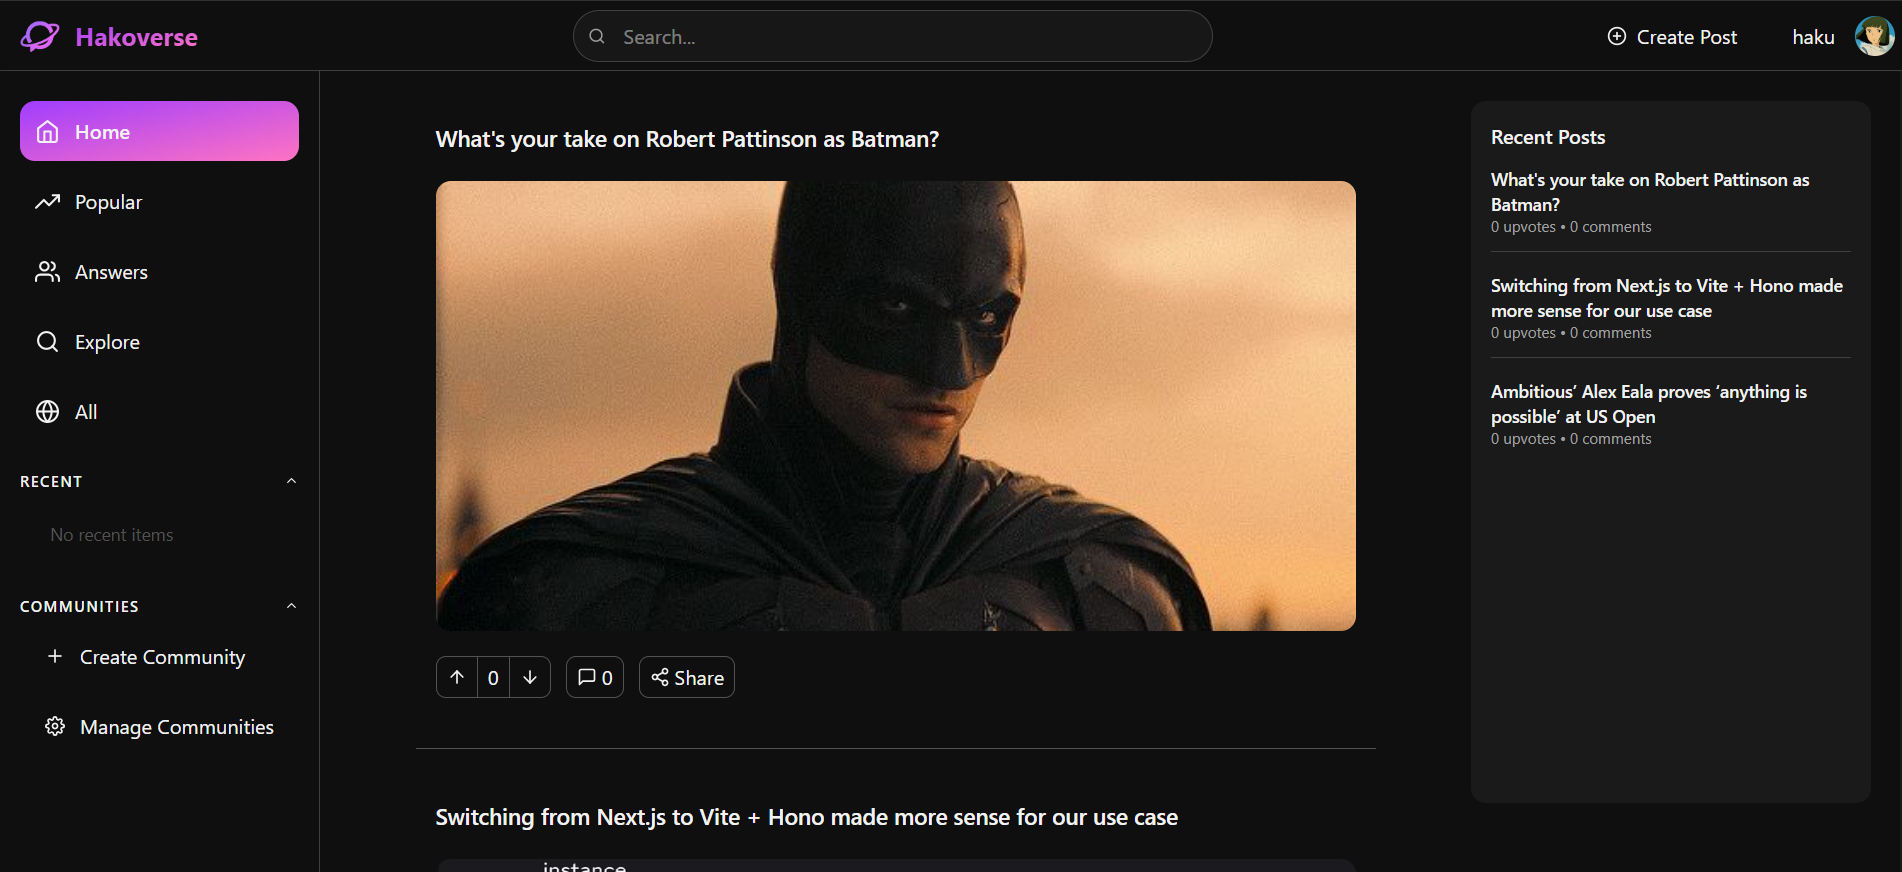 Hakoverse
Search...
Create Post
haku
Home
Popular
Answers
Explore
All
RECENT
No recent items
COMMUNITIES
Create Community
Manage Communities
What's your take on Robert Pattinson as Batman?
0
0
Share
Switching from Next.js to Vite + Hono made more sense for our use case
instance
Recent Posts
What's your take on Robert Pattinson as
Batman?
0 upvotes • 0 comments
Switching from Next.js to Vite + Hono made
more sense for our use case
0 upvotes • 0 comments
Ambitious’ Alex Eala proves ‘anything is
possible’ at US Open
0 upvotes • 0 comments